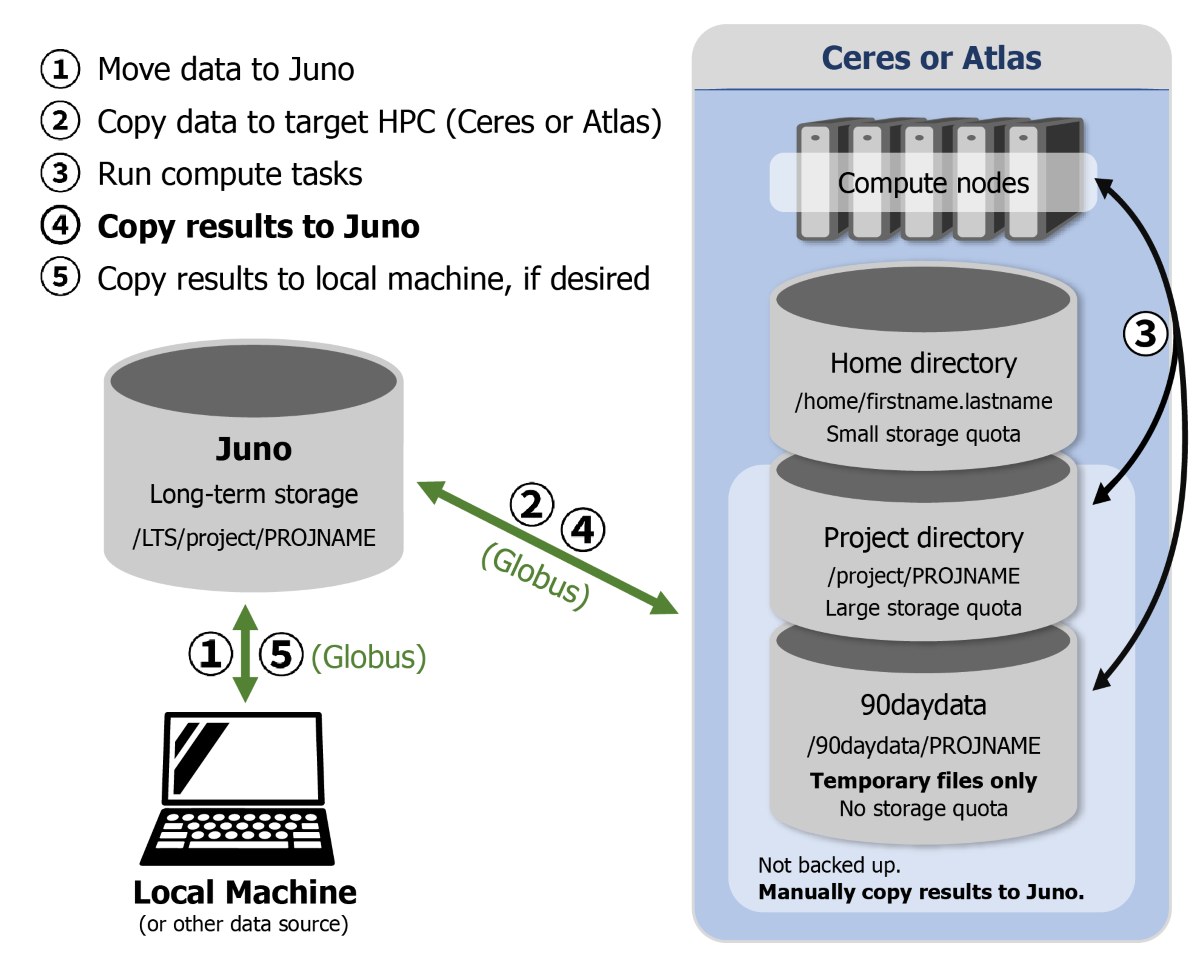 ① Move data to Juno
② Copy data to target HPC (Ceres or Atlas)
③ Run compute tasks
④ Copy results to Juno
⑤ Copy results to local machine, if desired
Juno
Long-term storage
/LTS/project/PROJNAME
① ⑤ (Globus)
Local Machine
(or other data source)
② ④
(Globus)
Ceres or Atlas
Compute nodes
③
Home directory
/home/firstname.lastname
Small storage quota
Project directory
/project/PROJNAME
Large storage quota
90daydata
/90daydata/PROJNAME
Temporary files only
No storage quota
Not backed up.
Manually copy results to Juno.